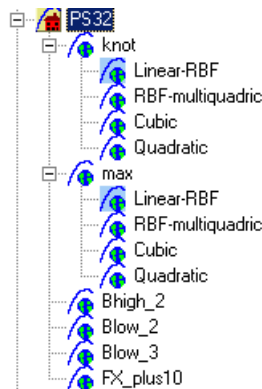 PS32
knot
Linear-RBF
RBF-multiquadric
Cubic
Quadratic
max
Linear-RBF
RBF-multiquadric
Cubic
Quadratic
Bhigh_2
Blow_2
Blow_3
FX_plus10